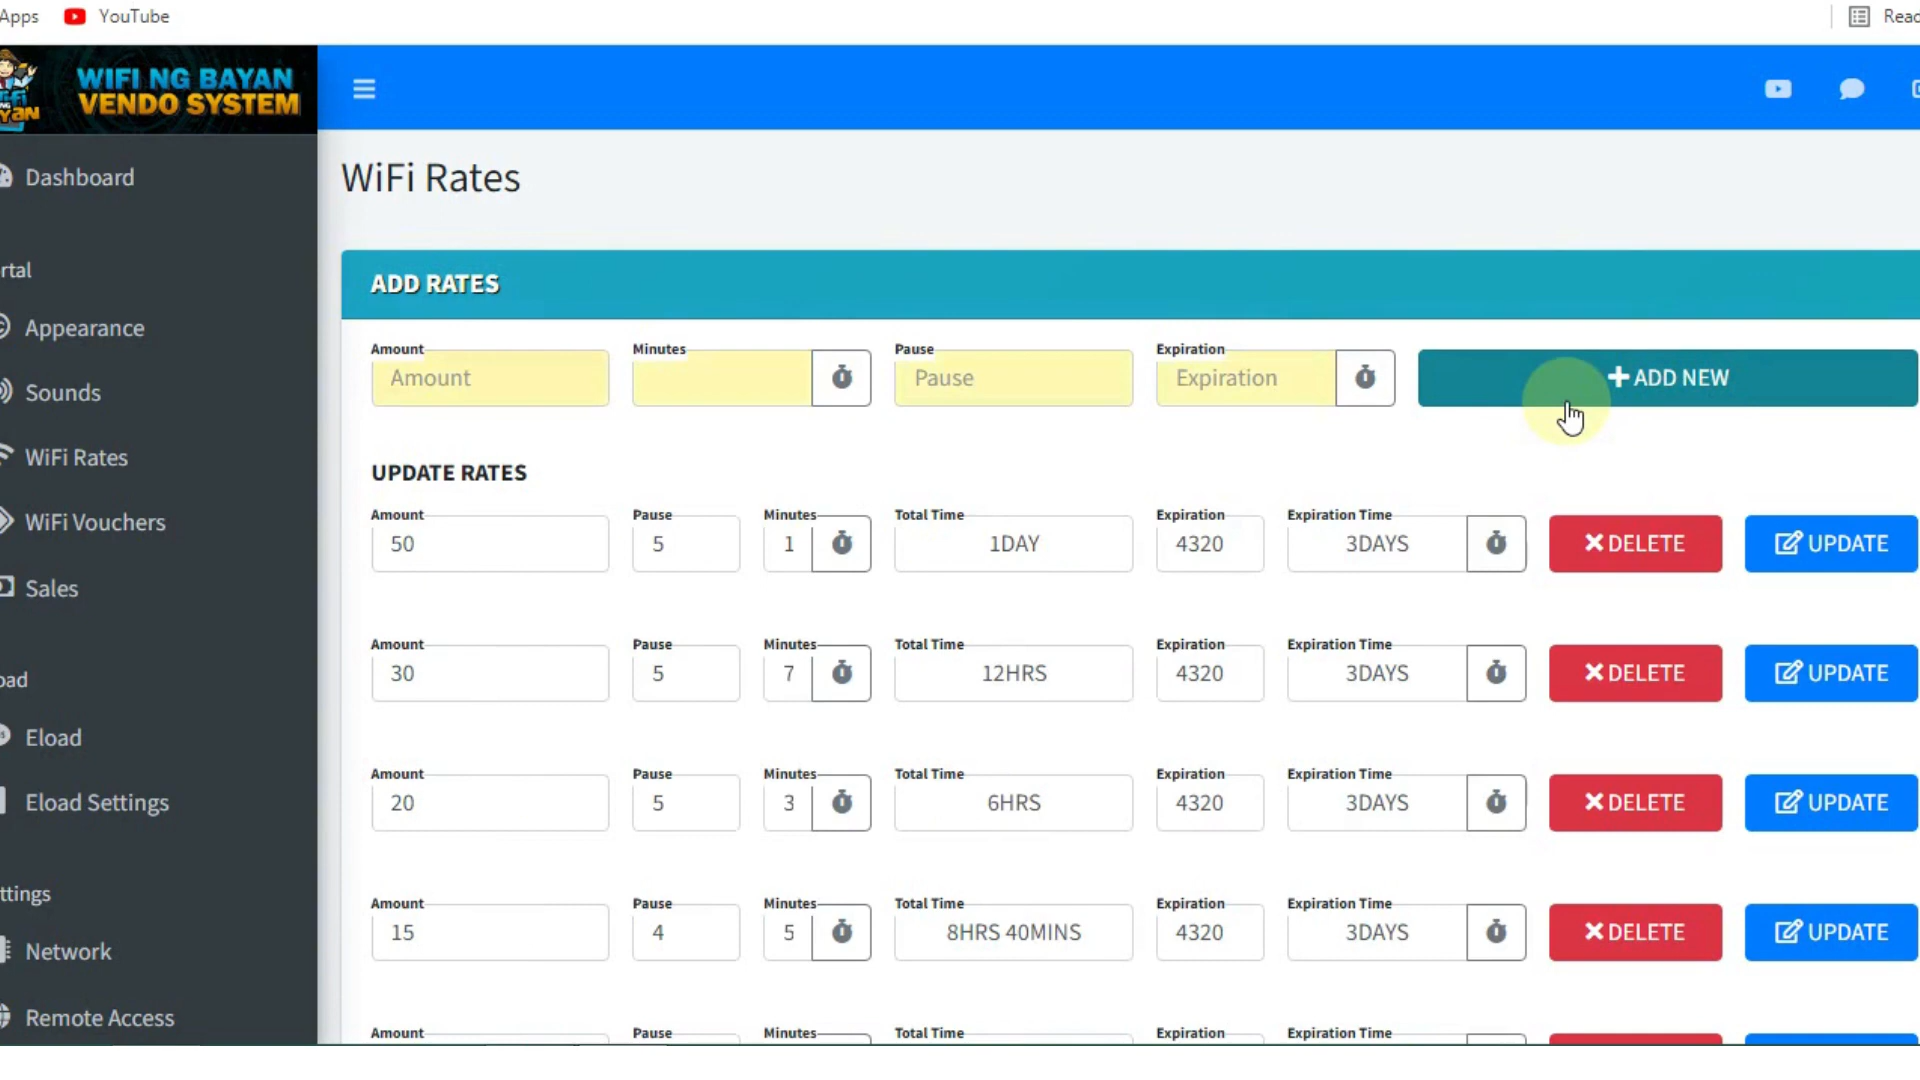 Apps YouTube
WIFI NG BAYAN
VENDO SYSTEM
Dashboard
Appearance
Sounds
WiFi Rates
WiFi Vouchers
Sales
Eload
Eload Settings
Network
Remote Access
WiFi Rates
ADD RATES
Amount Minutes Pause Expiration
Amount Pause Expiration ADD NEW
UPDATE RATES
Amount Pause Minutes Total Time Expiration Expiration Time
50 5 1 1DAY 4320 3DAYS DELETE UPDATE
Amount Pause Minutes Total Time Expiration Expiration Time
30 5 7 12HRS 4320 3DAYS DELETE UPDATE
Amount Pause Minutes Total Time Expiration Expiration Time
20 5 3 6HRS 4320 3DAYS DELETE UPDATE
Amount Pause Minutes Total Time Expiration Expiration Time
15 4 5 8HRS 40MINS 4320 3DAYS DELETE UPDATE
Amount Pause Minutes Total Time Expiration Expiration Time